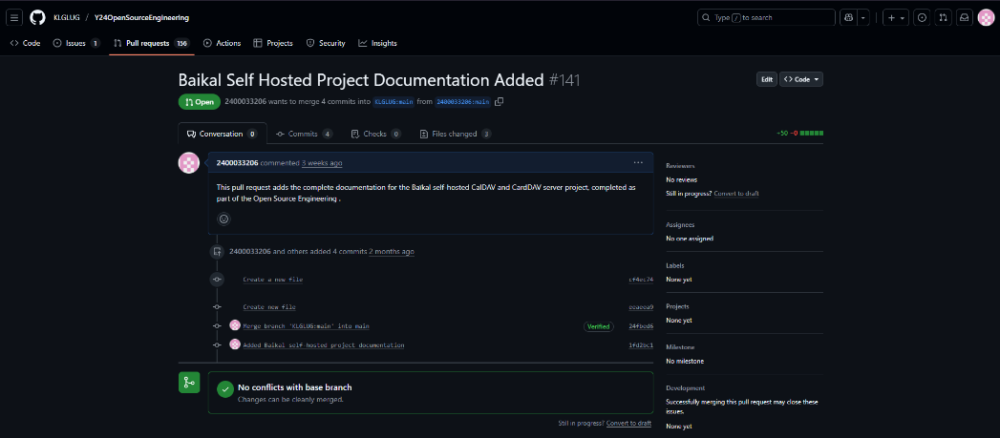 KLGLUG / Y24OpenSourceEngineering
Type / to search
Code Issues 1 Pull requests 156 Actions Projects Security Insights
Baikal Self Hosted Project Documentation Added #141
Edit Code
Open 2400033206 wants to merge 4 commits into KLGLUG:main from 2400033206:main
Conversation 0 Commits 4 Checks 0 Files changed 3
+50 −0
2400033206 commented 3 weeks ago
This pull request adds the complete documentation for the Baikal self-hosted CalDAV and CardDAV server project, completed as
part of the Open Source Engineering .
2400033206 and others added 4 commits 2 months ago
Create a new file cf4ec74
Create new file eeaeea9
Merge branch 'KLGLUG:main' into main Verified 24fbed6
Added Baikal self-hosted project documentation 1fd2bc1
No conflicts with base branch
Changes can be cleanly merged.
Still in progress? Convert to draft
Reviewers
No reviews
Still in progress? Convert to draft
Assignees
No one assigned
Labels
None yet
Projects
None yet
Milestone
No milestone
Development
Successfully merging this pull request may close these
issues.
None yet